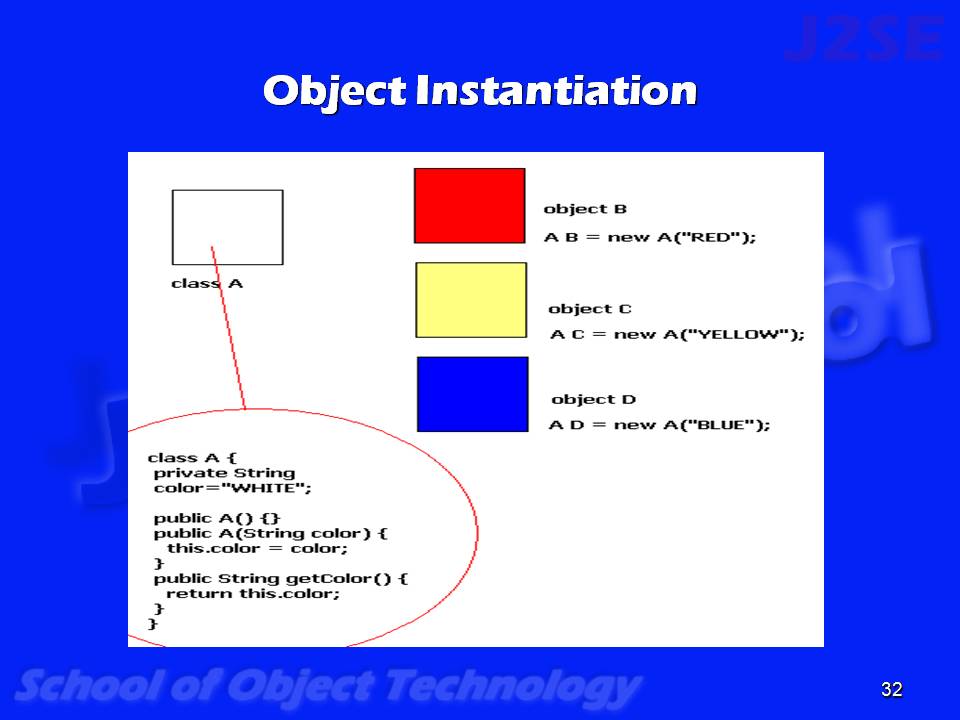 J2SE
Object Instantiation
class A
object B
A B = new A("RED");
object C
A C = new A("YELLOW");
object D
A D = new A("BLUE");
class A {
private String
color="WHITE";
public A() {}
public A(String color) {
this.color = color;
}
public String getColor() {
return this.color;
}
}
School of Object Technology
32